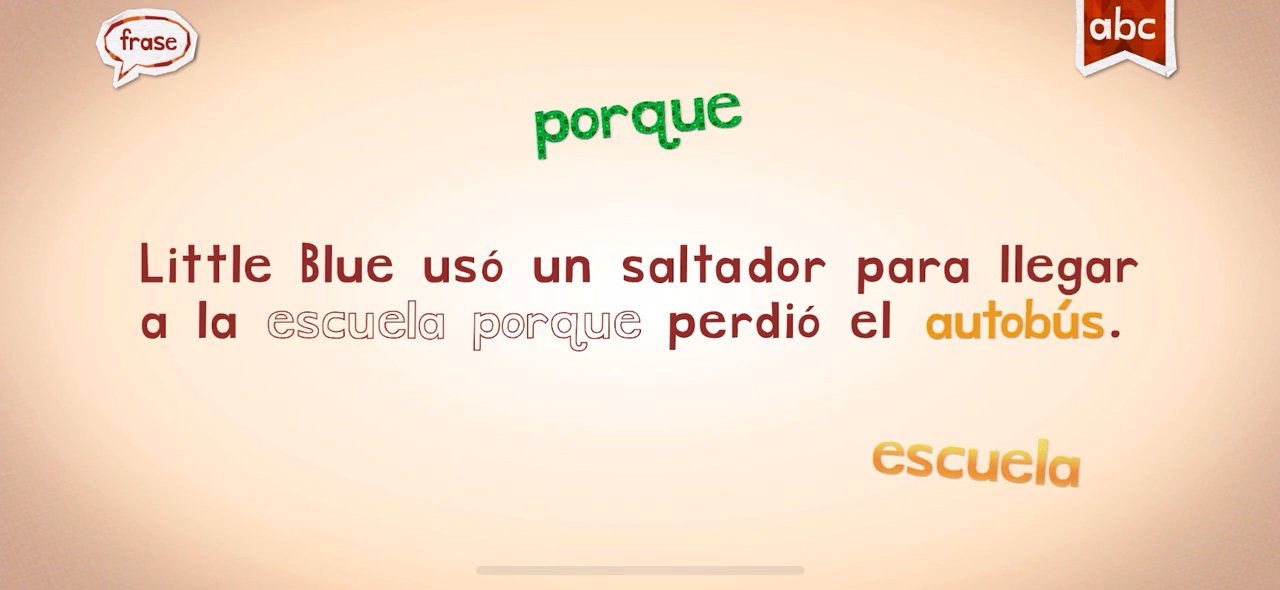 frase
abc
porque
Little Blue usó un saltador para llegar
a la escuela porque perdió el autobús.
escuela